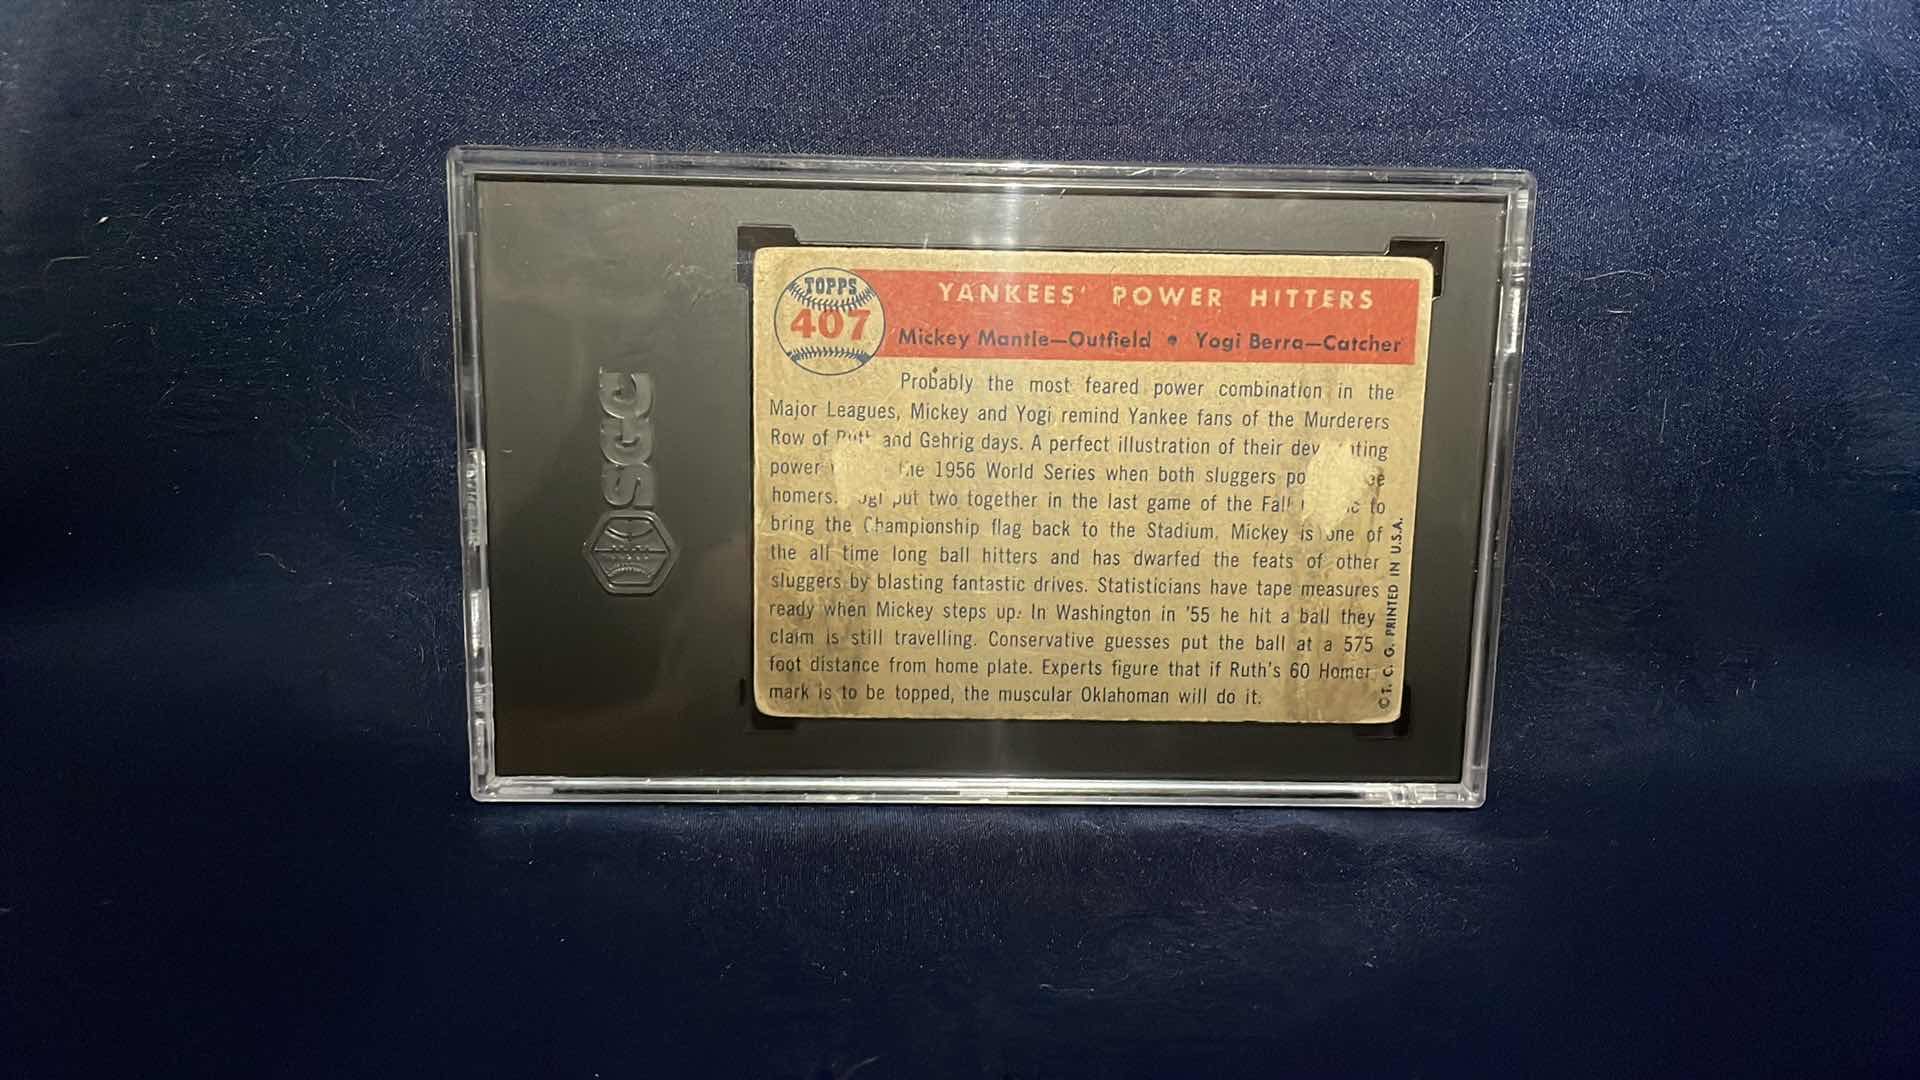 SGC
TOPPS
407
YANKEES' POWER HITTERS
Mickey Mantle—Outfield • Yogi Berra—Catcher
Probably the most feared power combination in the
Major Leagues, Mickey and Yogi remind Yankee fans of the Murderers
Row of and Gehrig days. A perfect illustration of their
power 1956 World Series when both sluggers
homers. put two together in the last game of the Fall to
bring the Championship flag back to the Stadium. Mickey is one of
the all time long ball hitters and has dwarfed the feats of other
sluggers by blasting fantastic drives. Statisticians have tape measures
ready when Mickey steps up. In Washington in '55 he hit a ball they
claim is still travelling. Conservative guesses put the ball at a 575
foot distance from home plate. Experts figure that if Ruth's 60 Homer
mark is to be topped, the muscular Oklahoman will do it.
© T. C. G. PRINTED IN U.S.A.